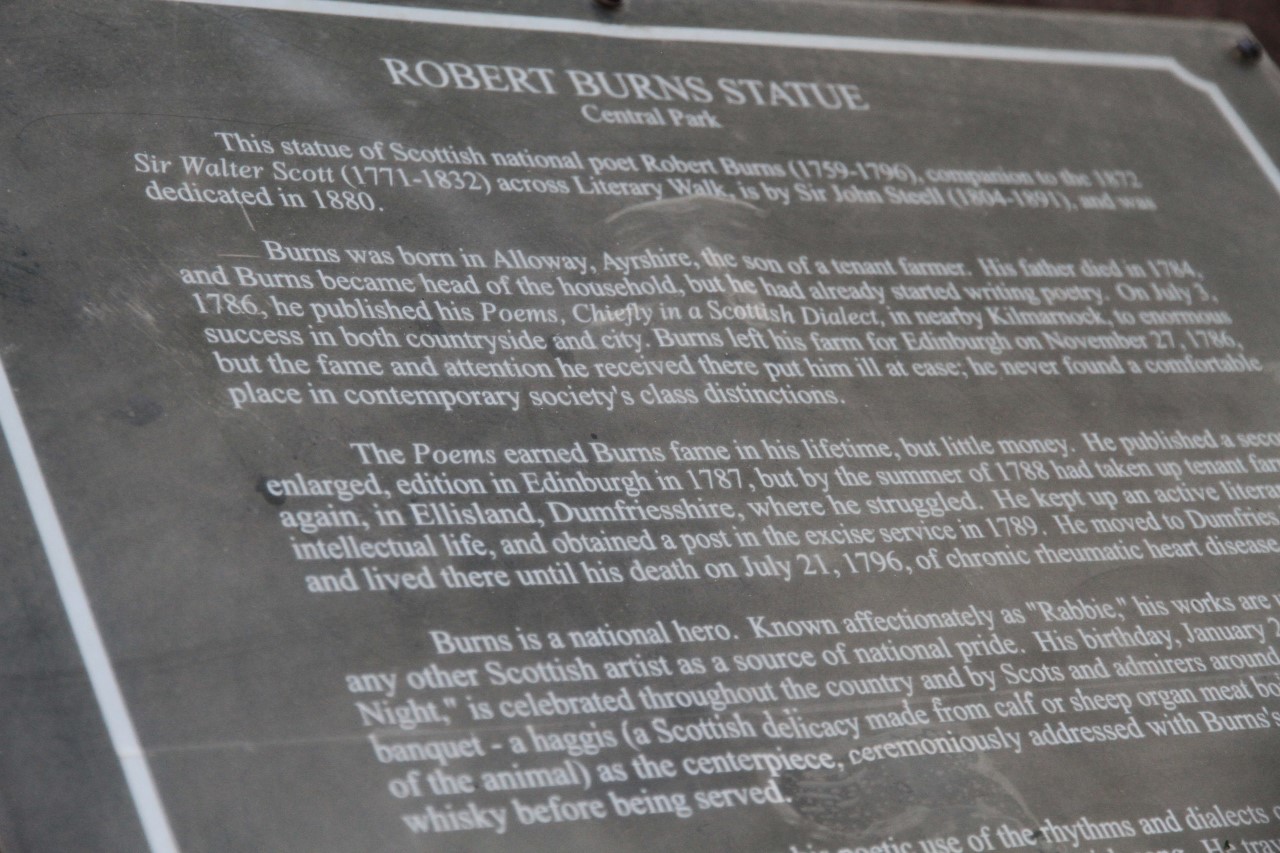 ROBERT BURNS STATUE
Central Park
This statue of Scottish national poet Robert Burns (1759-1796), companion to the 1872
Sir Walter Scott (1771-1832) across Literary Walk, is by Sir John Steell (1804-1891), and was
dedicated in 1880.
Burns was born in Alloway, Ayrshire, the son of a tenant farmer. His father died in 1784,
and Burns became head of the household, but he had already started writing poetry. On July 3,
1786, he published his Poems, Chiefly in a Scottish Dialect, in nearby Kilmarnock, to enormous
success in both countryside and city. Burns left his farm for Edinburgh on November 27, 1786,
but the fame and attention he received there put him ill at ease; he never found a comfortable
place in contemporary society's class distinctions.
The Poems earned Burns fame in his lifetime, but little money. He published a seco
enlarged, edition in Edinburgh in 1787, but by the summer of 1788 had taken up tenant far
again, in Ellisland, Dumfriesshire, where he struggled. He kept up an active litera
intellectual life, and obtained a post in the excise service in 1789. He moved to Dumfries
and lived there until his death on July 21, 1796, of chronic rheumatic heart disease
Burns is a national hero. Known affectionately as "Rabbie," his works are
any other Scottish artist as a source of national pride. His birthday, January 2
Night," is celebrated throughout the country and by Scots and admirers around
banquet - a haggis (a Scottish delicacy made from calf or sheep organ meat bo
of the animal) as the centerpiece, ceremoniously addressed with Burns's
whisky before being served.
his poetic use of the rhythms and dialects
He trav